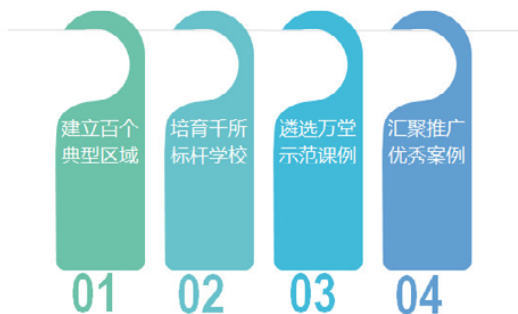 建立百个
典型区域
培育千所
标杆学校
遴选万堂
示范课例
汇聚推广
优秀案例
01
02
03
04